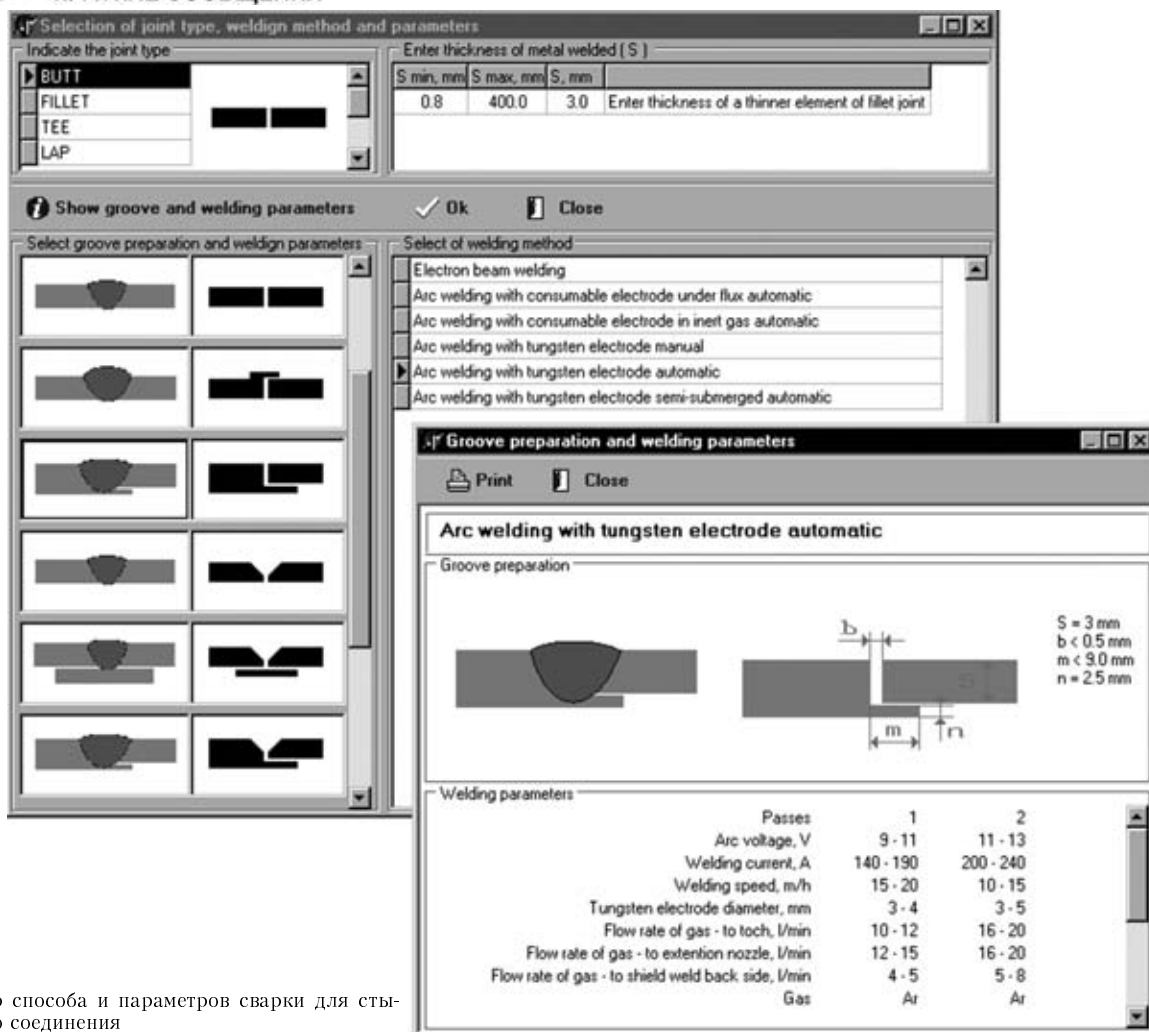 Selection of joint type, weldign method and parameters
Indicate the joint type
BUTT
FILLET
TEE
LAP
Enter thickness of metal welded ( S )
S min, mm S max, mm S, mm
0.8 400.0 3.0 Enter thickness of a thinner element of fillet joint
Show groove and welding parameters Ok Close
Select groove preparation and weldign parameters
Select of welding method
Electron beam welding
Arc welding with consumable electrode under flux automatic
Arc welding with consumable electrode in inert gas automatic
Arc welding with tungsten electrode manual
Arc welding with tungsten electrode automatic
Arc welding with tungsten electrode semi-submerged automatic
Groove preparation and welding parameters
Print Close
Arc welding with tungsten electrode automatic
Groove preparation
b
S
m
n
S = 3 mm
b < 0.5 mm
m < 9.0 mm
n = 2.5 mm
Welding parameters
Passes 1 2
Arc voltage, V 9 - 11 11 - 13
Welding current, A 140 - 190 200 - 240
Welding speed, m/h 15 - 20 10 - 15
Tungsten electrode diameter, mm 3 - 4 3 - 5
Flow rate of gas - to toch, l/min 10 - 12 16 - 20
Flow rate of gas - to extention nozzle, l/min 12 - 15 16 - 20
Flow rate of gas - to shield weld back side, l/min 4 - 5 5 - 8
Gas Ar Ar
способа и параметров сварки для сты-
соединения